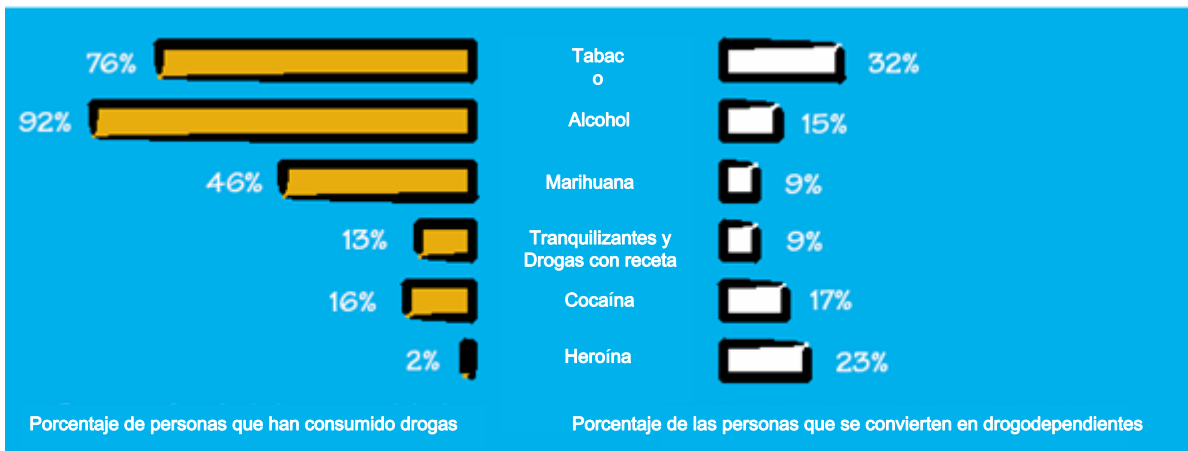 76% Tabac 32%
o
92% Alcohol 15%
46% Marihuana 9%
13% Tranquilizantes y 9%
Drogas con receta
16% Cocaína 17%
2% Heroína 23%
Porcentaje de personas que han consumido drogas Porcentaje de las personas que se convierten en drogodependientes